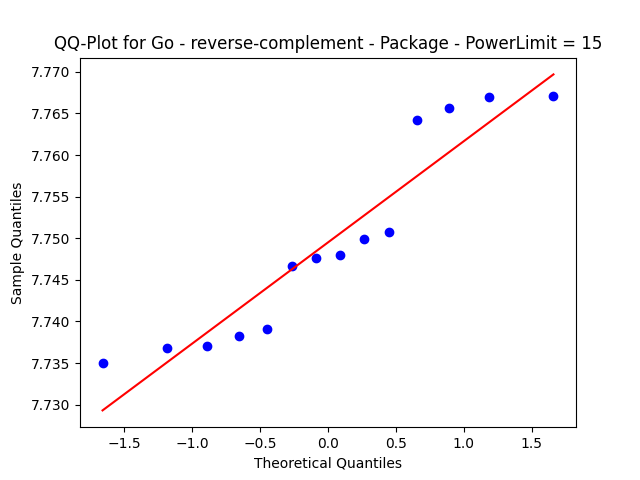 QQ-Plot for Go - reverse-complement - Package - PowerLimit = 15
7.770
7.765
7.760
7.755
7.750
7.745
7.740
7.735
7.730
Sample Quantiles
−1.5 −1.0 −0.5 0.0 0.5 1.0 1.5
Theoretical Quantiles